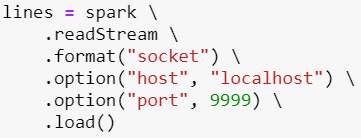 lines = spark \
    .readStream \
    .format("socket") \
    .option("host", "localhost") \
    .option("port", 9999) \
    .load()